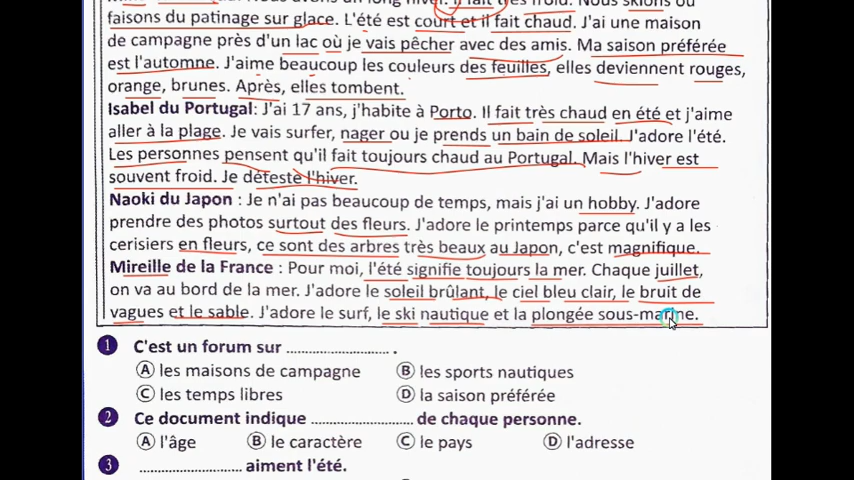 faisons du patinage sur glace. L'été est court et il fait chaud. J'ai une maison
de campagne près d'un lac où je vais pêcher avec des amis. Ma saison préférée
est l'automne. J'aime beaucoup les couleurs des feuilles, elles deviennent rouges,
orange, brunes. Après, elles tombent.
Isabel du Portugal: J'ai 17 ans, j'habite à Porto. Il fait très chaud en été et j'aime
aller à la plage. Je vais surfer, nager ou je prends un bain de soleil. J'adore l'été.
Les personnes pensent qu'il fait toujours chaud au Portugal. Mais l'hiver est
souvent froid. Je déteste l'hiver.
Naoki du Japon : Je n'ai pas beaucoup de temps, mais j'ai un hobby. J'adore
prendre des photos surtout des fleurs. J'adore le printemps parce qu'il y a les
cerisiers en fleurs, ce sont des arbres très beaux au Japon, c'est magnifique.
Mireille de la France : Pour moi, l'été signifie toujours la mer. Chaque juillet,
on va au bord de la mer. J'adore le soleil brûlant, le ciel bleu clair, le bruit de
vagues et le sable. J'adore le surf, le ski nautique et la plongée sous-marine.
1 C'est un forum sur .......................... .
A les maisons de campagne B les sports nautiques
C les temps libres D la saison préférée
2 Ce document indique ......................... de chaque personne.
A l'âge B le caractère C le pays D l'adresse
3 ......................... aiment l'été.